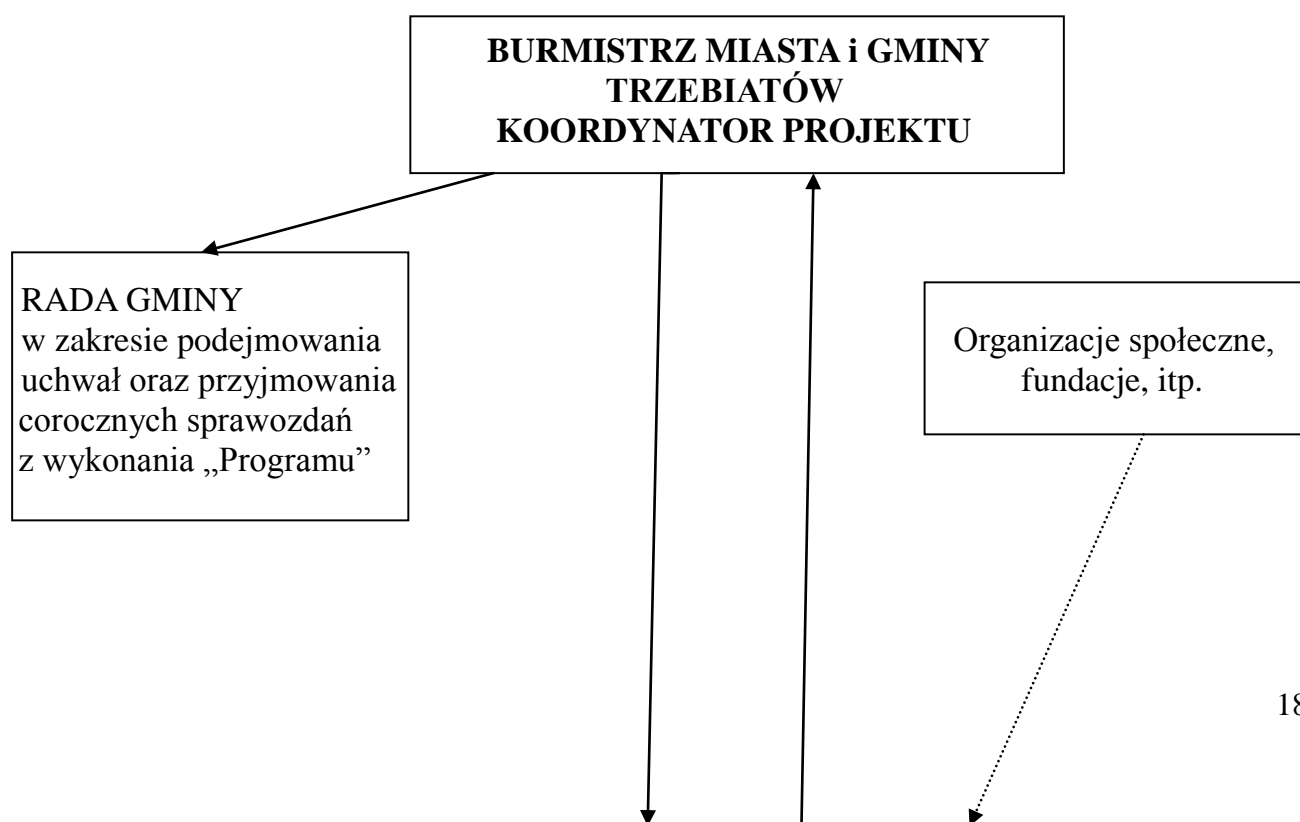 BURMISTRZ MIASTA i GMINY
TRZEBIATÓW
KOORDYNATOR PROJEKTU
RADA GMINY
w zakresie podejmowania
uchwał oraz przyjmowania
corocznych sprawozdań
z wykonania „Programu”
Organizacje społeczne,
fundacje, itp.
18